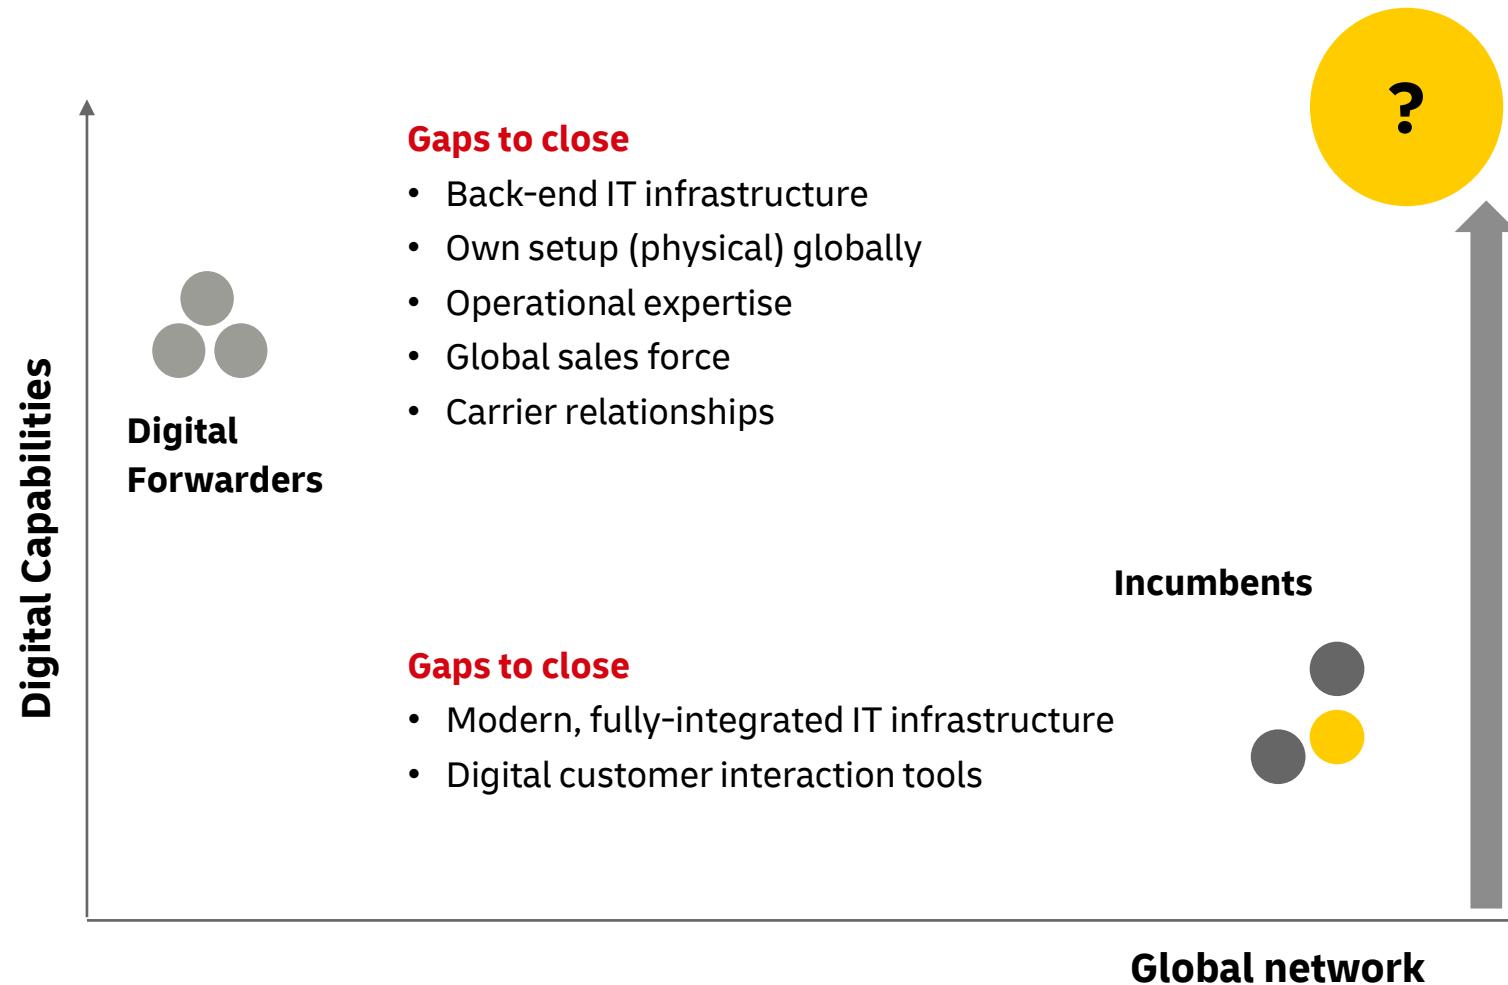 ?
Gaps to close
• Back-end IT infrastructure
• Own setup (physical) globally
• Operational expertise
• Global sales force
• Carrier relationships
Digital
Forwarders
Digital Capabilities
Incumbents
Gaps to close
• Modern, fully-integrated IT infrastructure
• Digital customer interaction tools
Global network